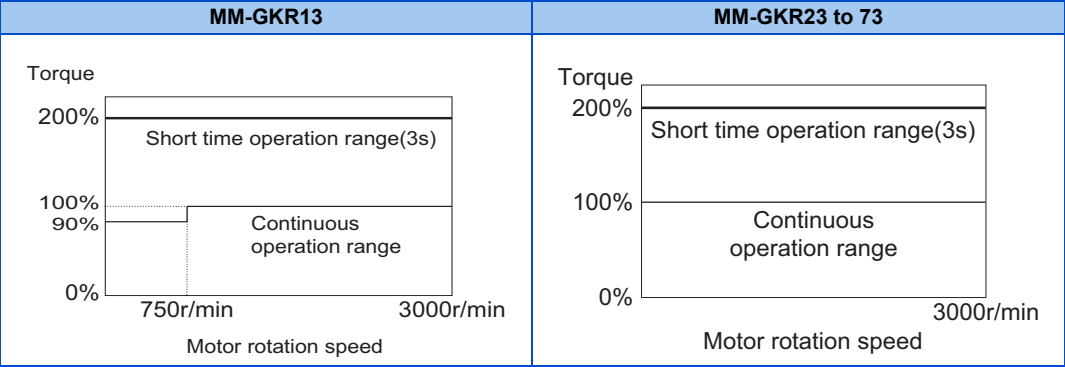 MM-GKR13
MM-GKR23 to 73
Torque
200%
Short time operation range(3s)
100%
90%
Continuous
operation range
0%
750r/min
3000r/min
Motor rotation speed
Torque
200%
Short time operation range(3s)
100%
Continuous
operation range
0%
3000r/min
Motor rotation speed